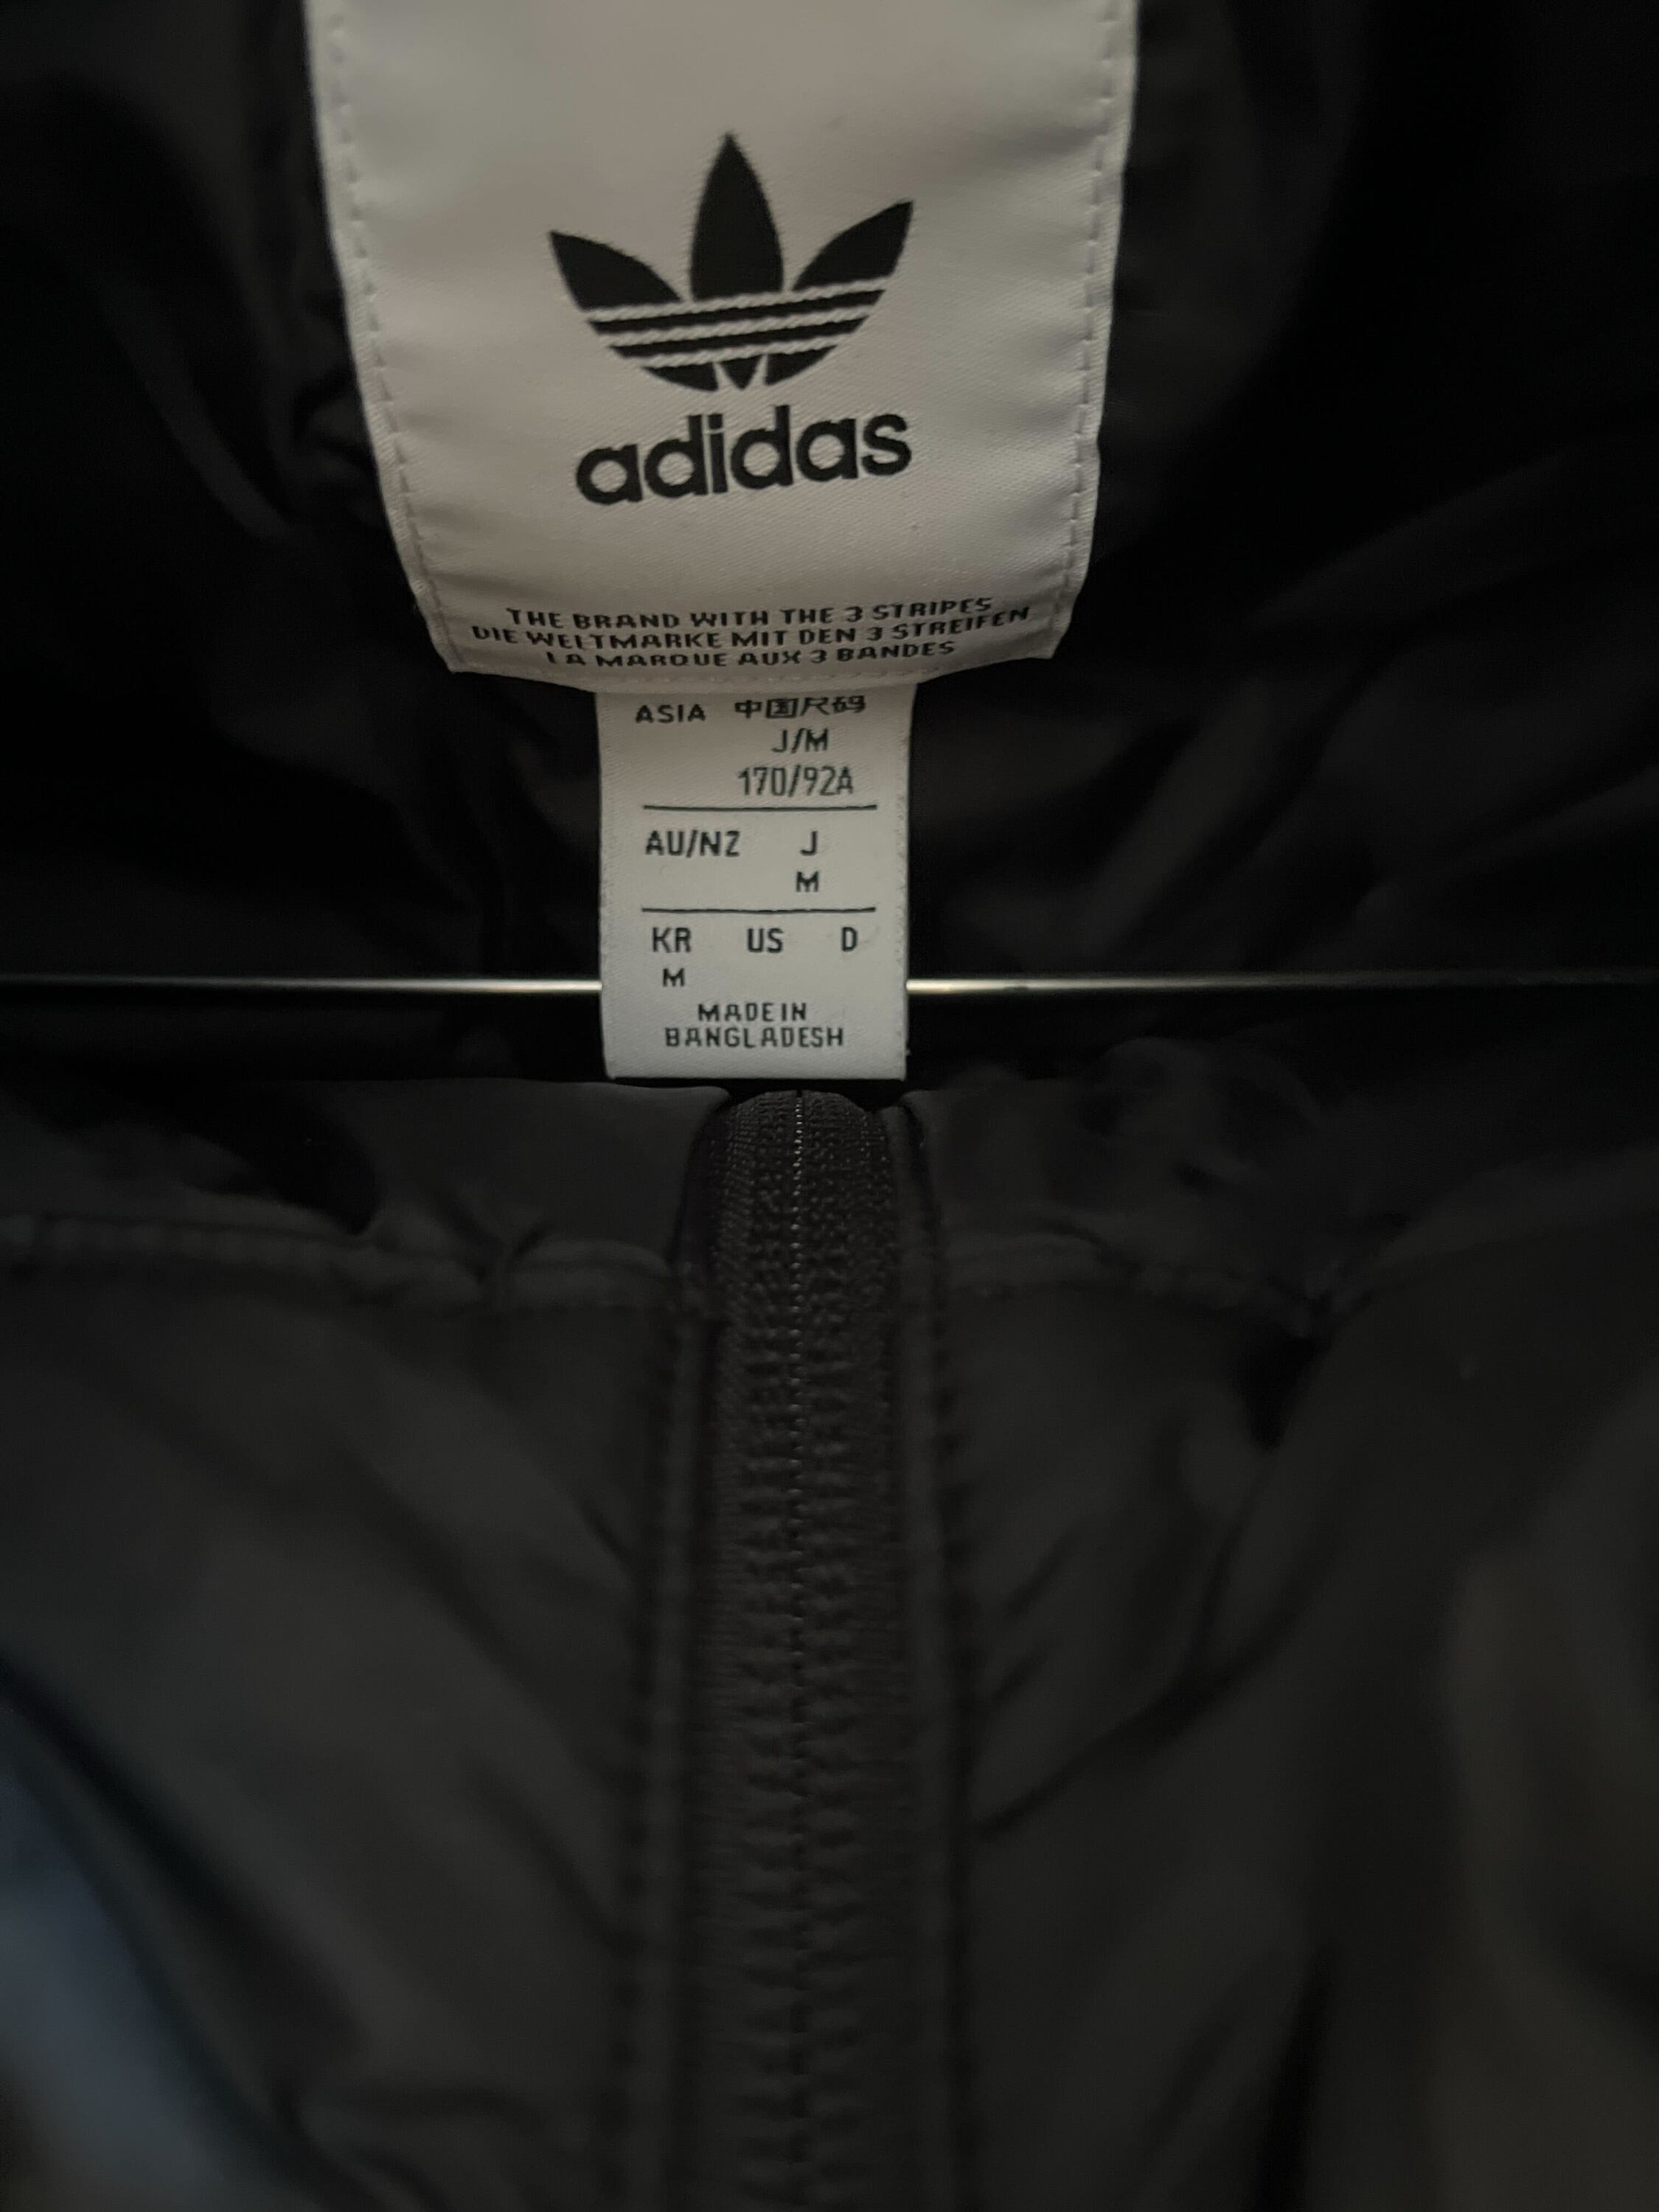 adidas
THE BRAND WITH THE 3 STRIPES
DIE WELTMARKE MIT DEN 3 STREIFEN
LA MARQUE AUX 3 BANDES
ASIA 中国尺码
J/M
170/92A
AU/NZ J
M
KR US D
M
MADE IN
BANGLADESH